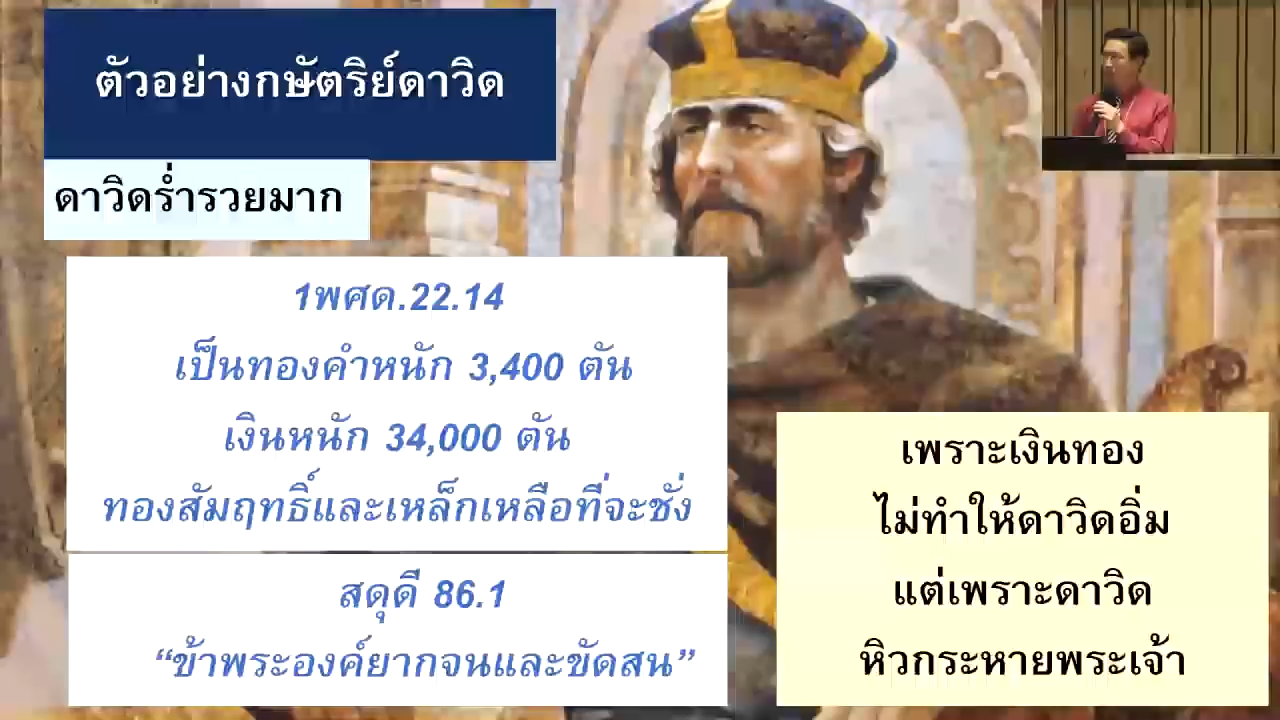 ตัวอย่างกษัตริย์ดาวิด
ดาวิดร่ำรวยมาก
1พศด.22.14
เป็นทองคำหนัก 3,400 ตัน
เงินหนัก 34,000 ตัน
ทองสัมฤทธิ์และเหล็กเหลือที่จะชั่ง
สดุดี 86.1
“ข้าพระองค์ยากจนและขัดสน”
เพราะเงินทอง
ไม่ทำให้ดาวิดอิ่ม
แต่เพราะดาวิด
หิวกระหายพระเจ้า